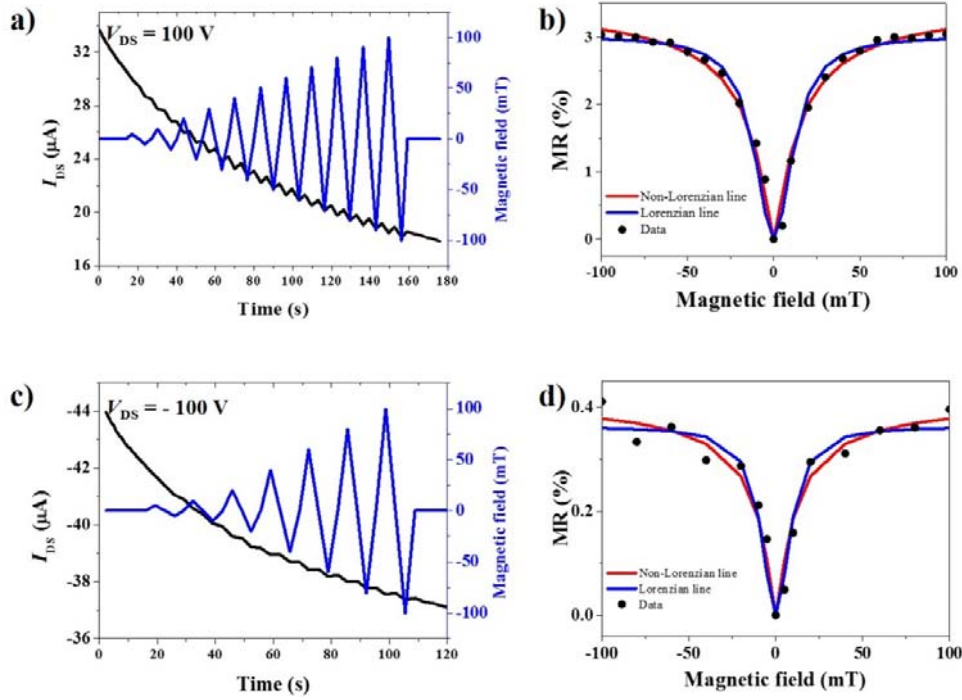 a)
V_DS = 100 V
I_DS (µA)
32
28
24
20
16
0 20 40 60 80 100 120 140 160 180
Time (s)
100
50
0
-50
-100
Magnetic field (mT)
b)
MR (%)
3
2
1
0
Non-Lorenzian line
Lorenzian line
Data
-100 -50 0 50 100
Magnetic field (mT)
c)
V_DS = - 100 V
I_DS (µA)
-44
-42
-40
-38
-36
0 20 40 60 80 100 120
Time (s)
100
50
0
-50
-100
Magnetic field (mT)
d)
MR (%)
0.4
0.2
0.0
Non-Lorenzian line
Lorenzian line
Data
-100 -50 0 50 100
Magnetic field (mT)